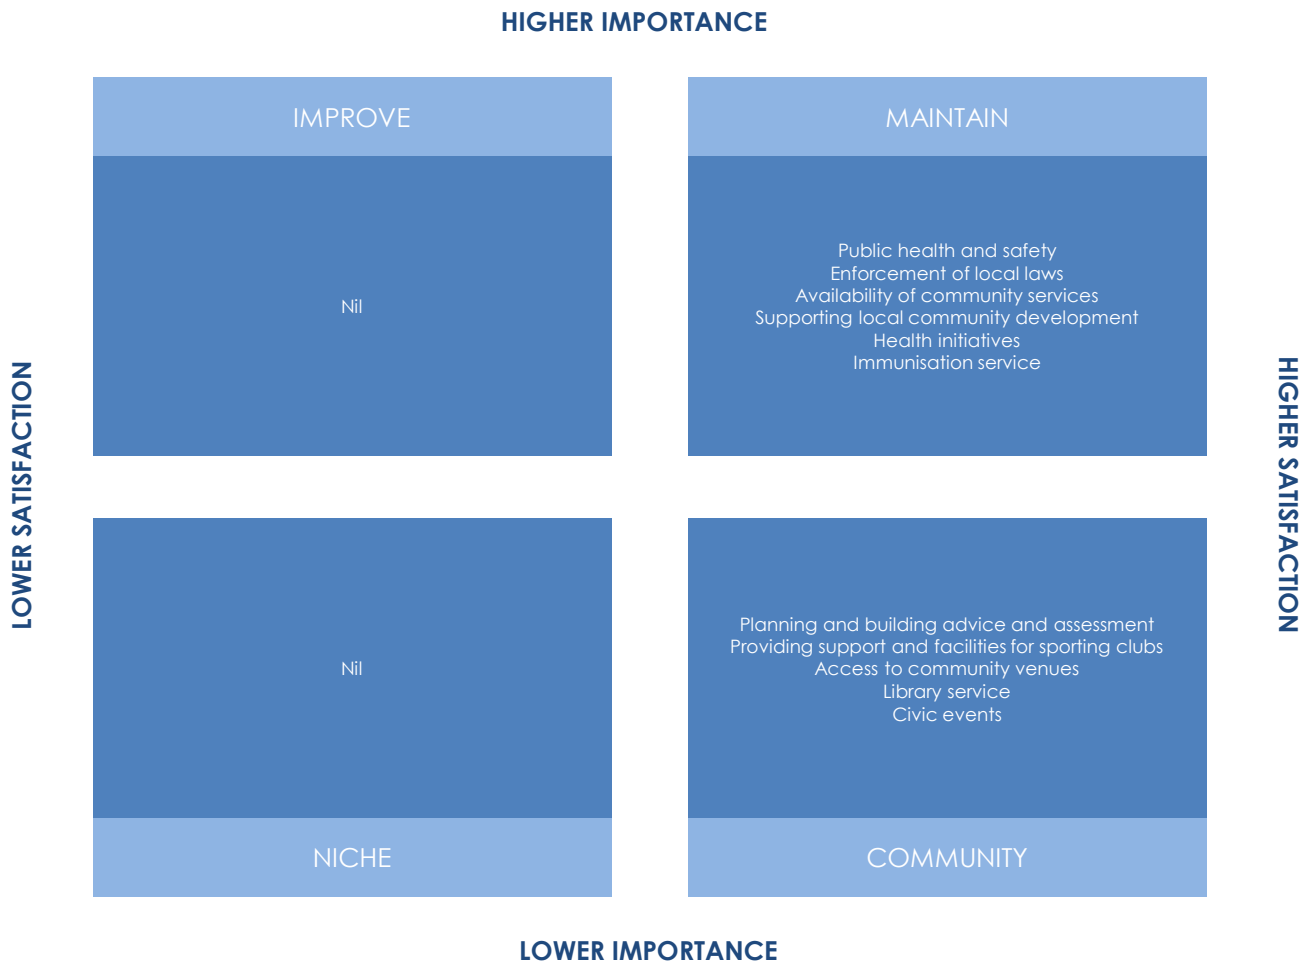 HIGHER IMPORTANCE
IMPROVE
Nil
MAINTAIN
Public health and safety
Enforcement of local laws
Availability of community services
Supporting local community development
Health initiatives
Immunisation service
LOWER SATISFACTION
HIGHER SATISFACTION
Nil
NICHE
Planning and building advice and assessment
Providing support and facilities for sporting clubs
Access to community venues
Library service
Civic events
COMMUNITY
LOWER IMPORTANCE